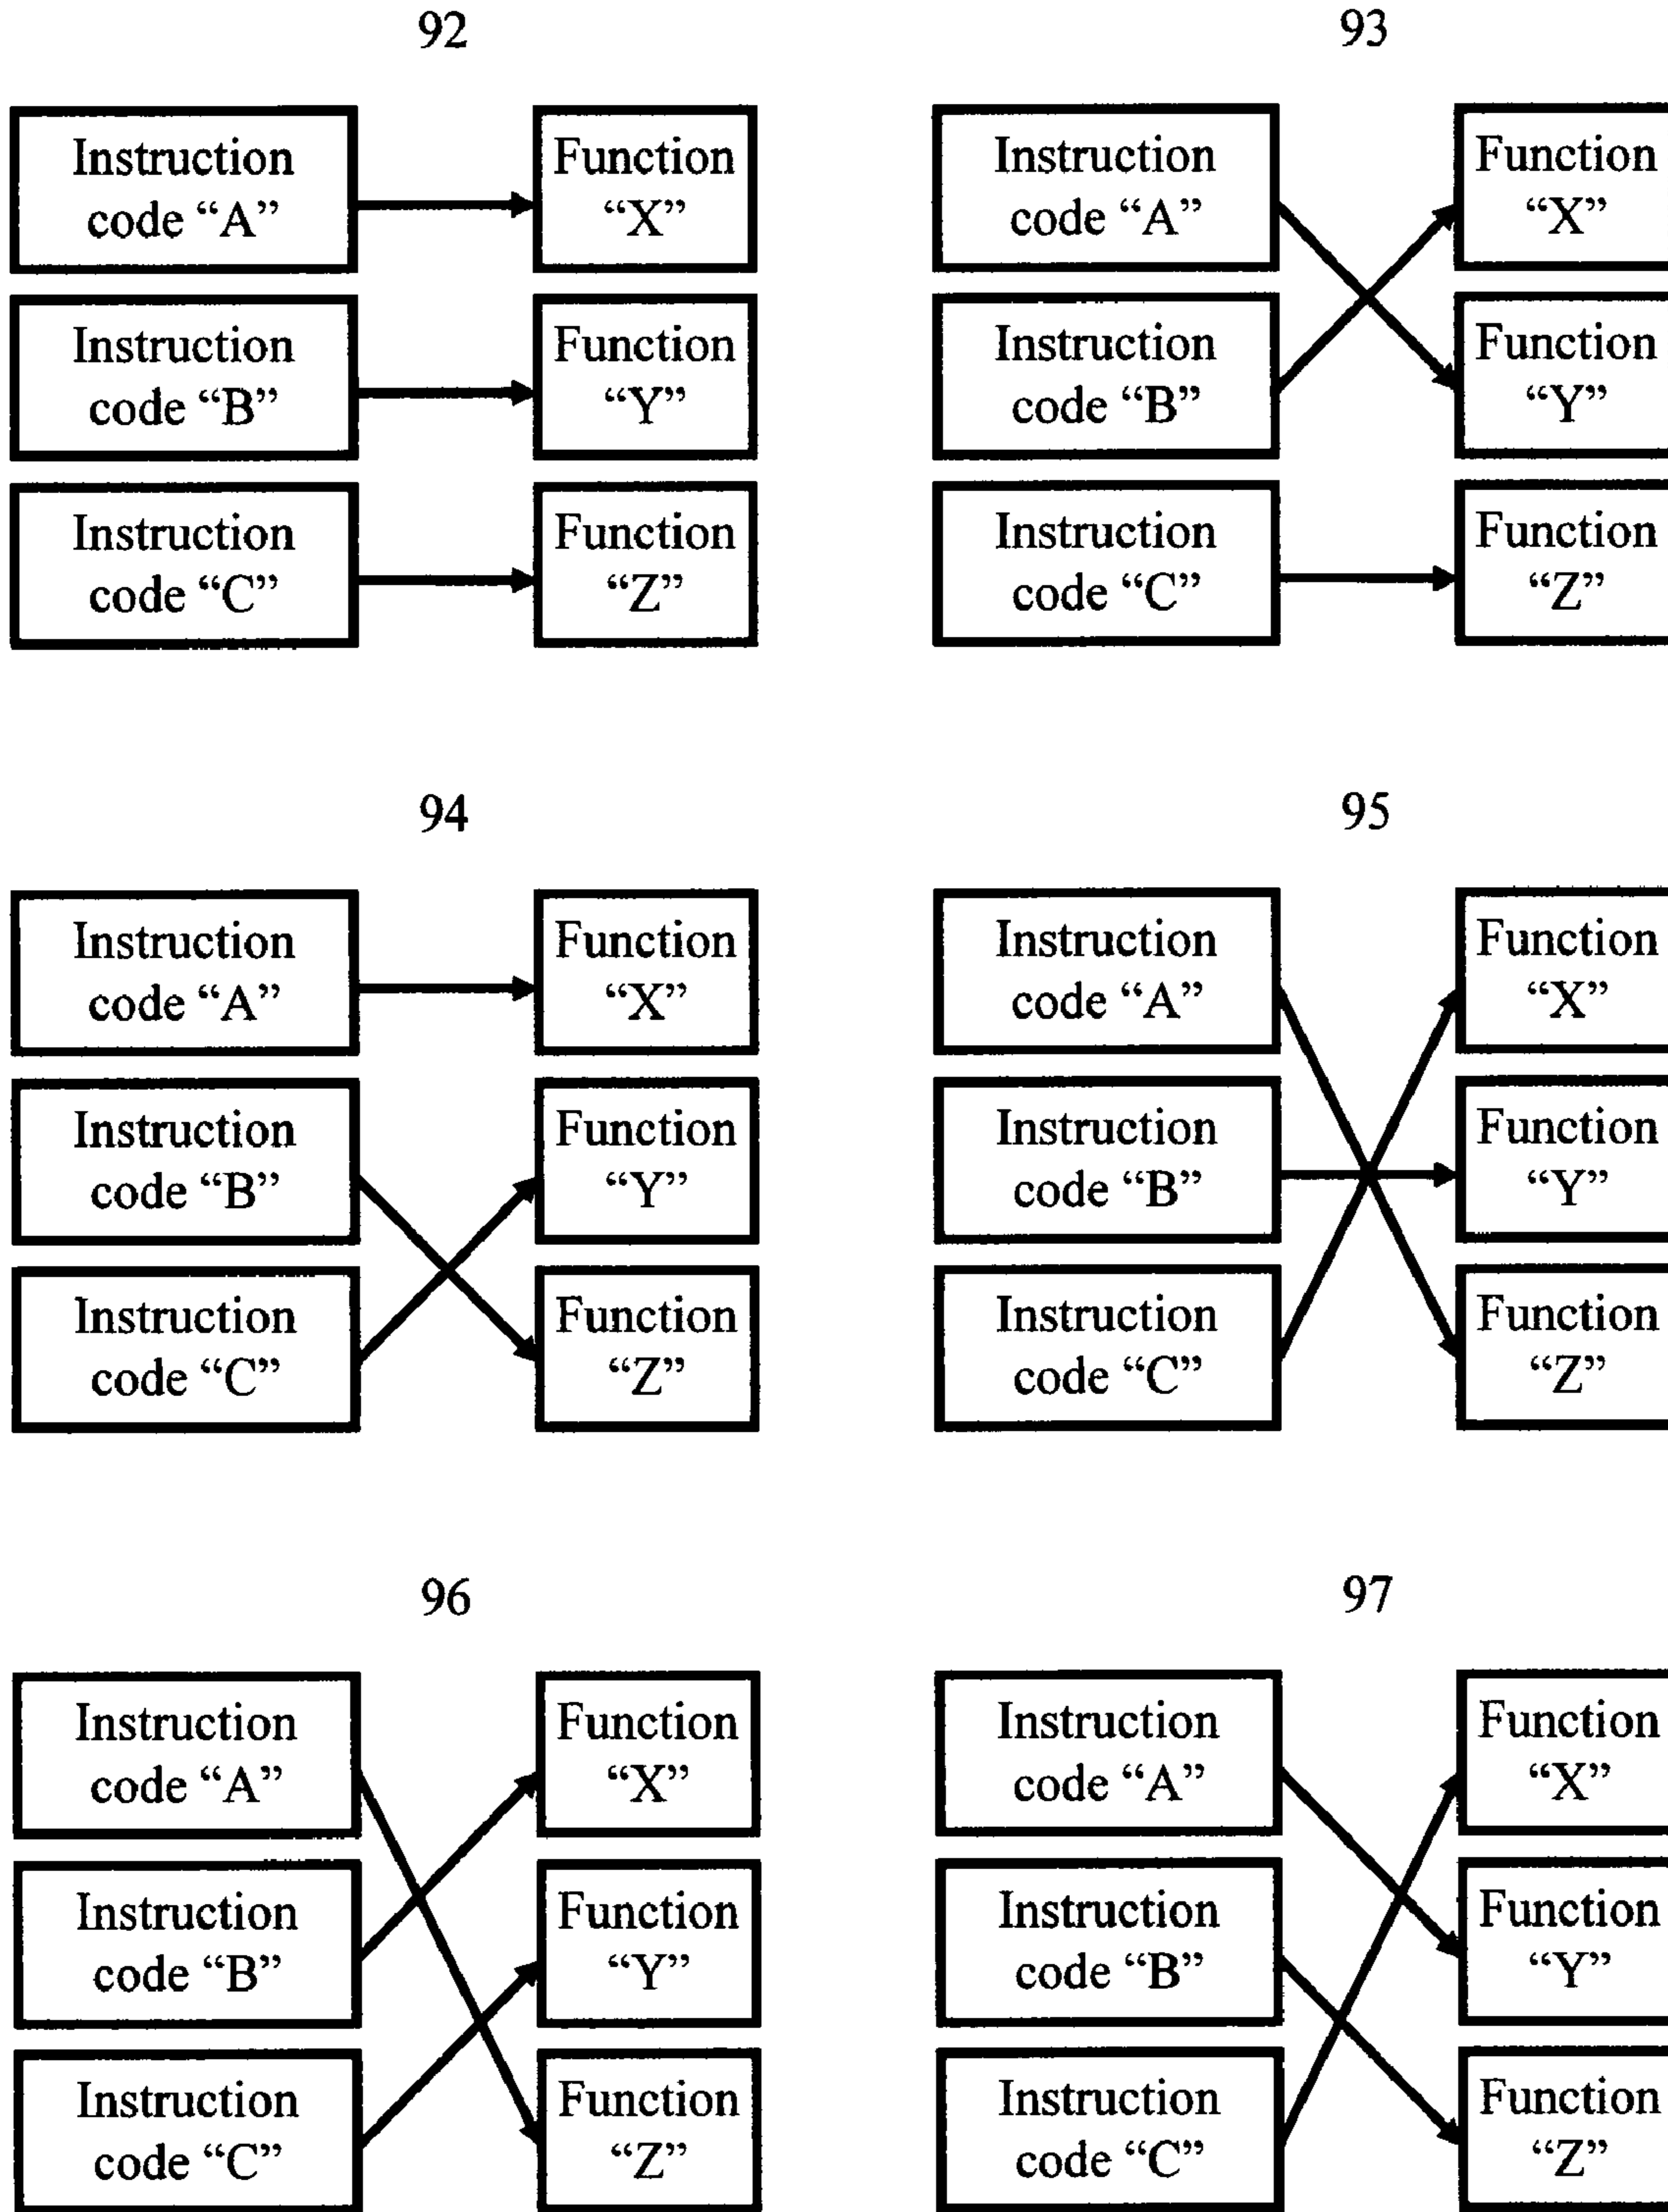 92
Instruction
code “A”
Function
“X”
Instruction
code “B”
Function
“Y”
Instruction
code “C”
Function
“Z”
93
Instruction
code “A”
Function
“X”
Instruction
code “B”
Function
“Y”
Instruction
code “C”
Function
“Z”
94
Instruction
code “A”
Function
“X”
Instruction
code “B”
Function
“Y”
Instruction
code “C”
Function
“Z”
95
Instruction
code “A”
Function
“X”
Instruction
code “B”
Function
“Y”
Instruction
code “C”
Function
“Z”
96
Instruction
code “A”
Function
“X”
Instruction
code “B”
Function
“Y”
Instruction
code “C”
Function
“Z”
97
Instruction
code “A”
Function
“X”
Instruction
code “B”
Function
“Y”
Instruction
code “C”
Function
“Z”